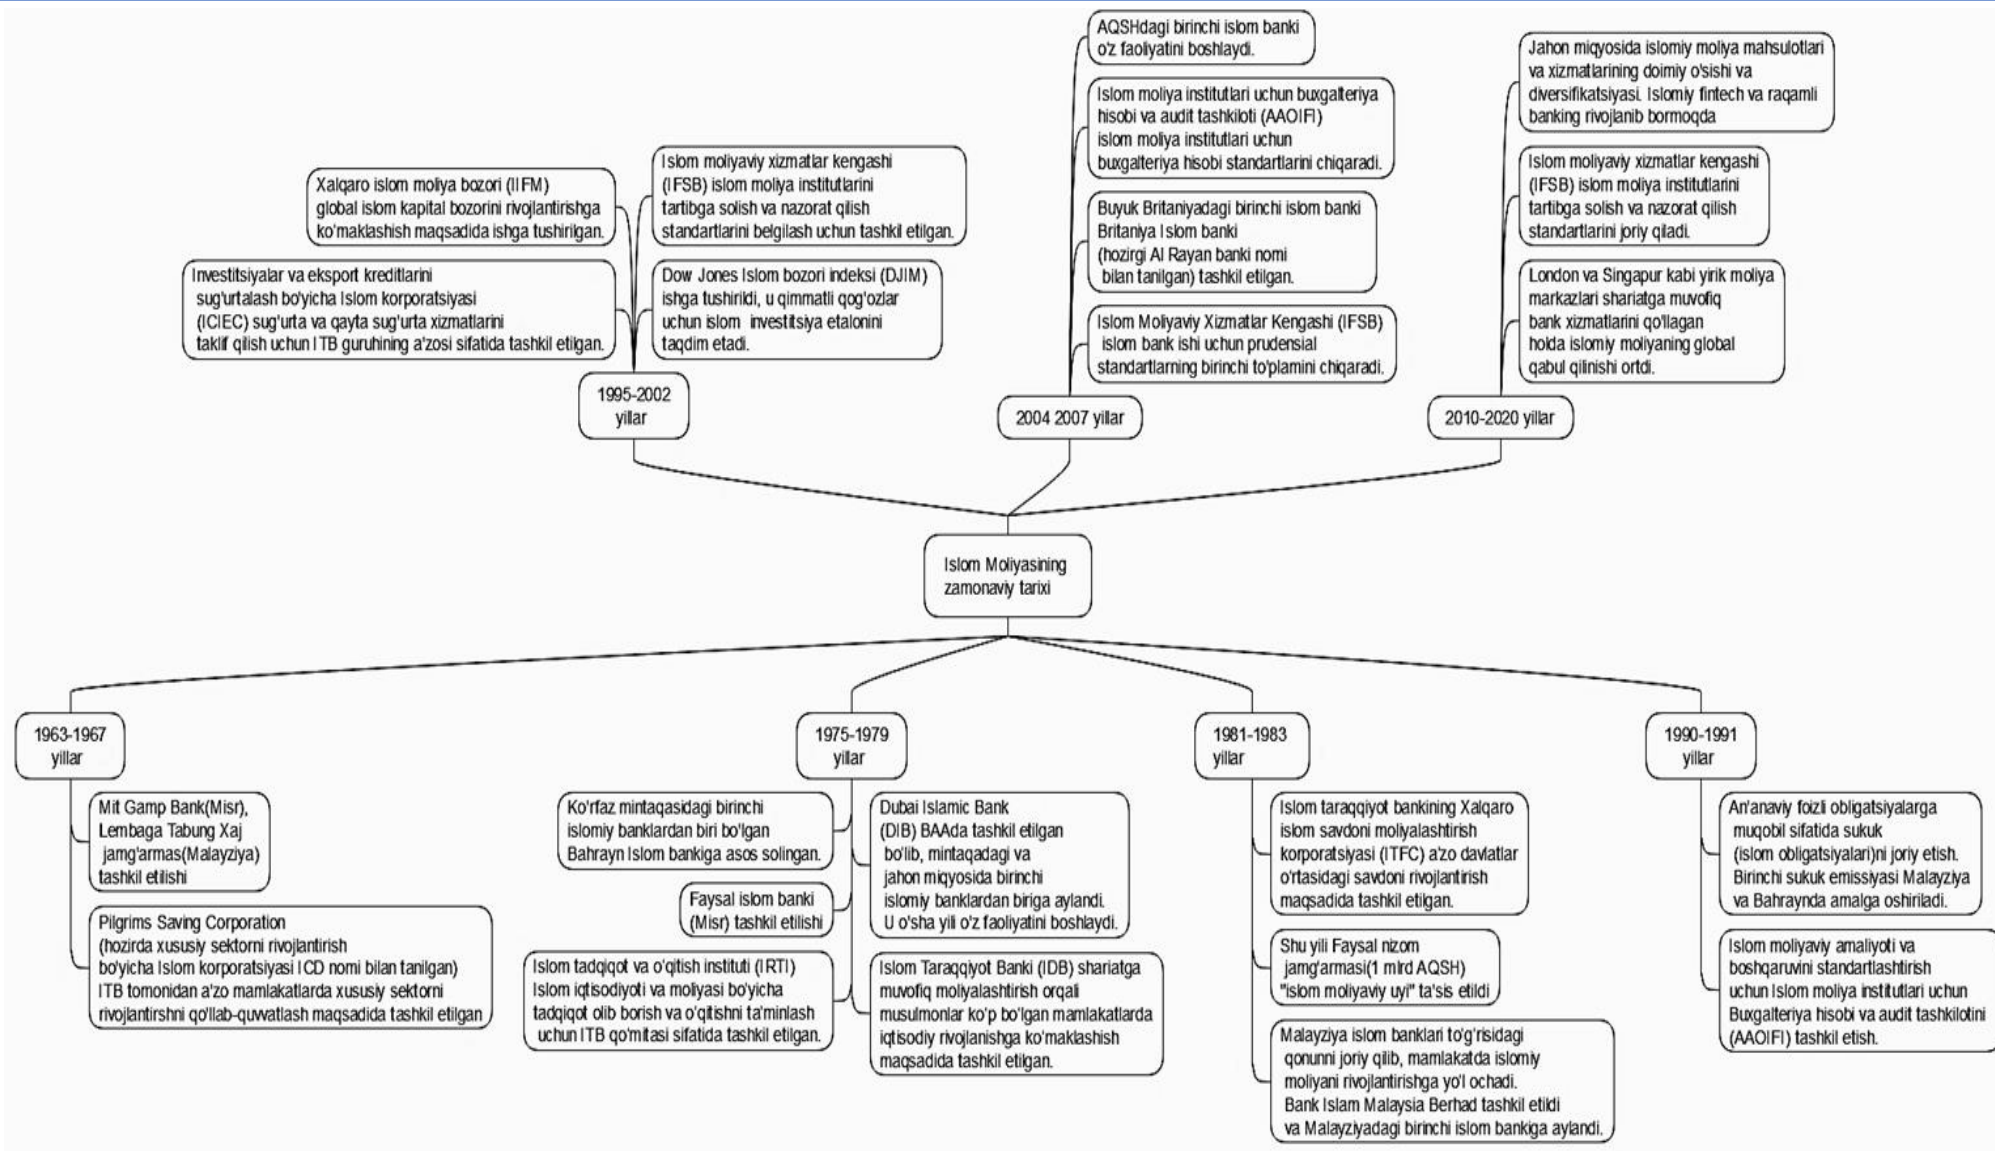 AQSHdagi birinchi islom banki
o'z faoliyatini boshlaydi.
Islom moliya institutlari uchun buxgalteriya
hisobi va audit tashkiloti (AAOIFI)
islom moliya institutlari uchun
buxgalteriya hisobi standartlarini chiqaradi.
Buyuk Britaniyadagi birinchi islom banki
Britaniya Islom banki
(hozirgi Al Rayan banki nomi
bilan tanilgan) tashkil etilgan.
Islom Moliyaviy Xizmatlar Kengashi (IFSB)
islom bank ishi uchun prudensial
standartlarning birinchi to'plamini chiqaradi.
2004 2007 yillar
Jahon miqyosida islomiy moliya mahsulotlari
va xizmatlarining doimiy o'sishi va
diversifikatsiyasi. Islomiy fintech va raqamli
banking rivojlanib bormoqda
Islom moliyaviy xizmatlar kengashi
(IFSB) islom moliya institutlarini
tartibga solish va nazorat qilish
standartlarini joriy qiladi.
London va Singapur kabi yirik moliya
markazlari shariatga muvofiq
bank xizmatlarini qo'llagan
holda islomiy moliyaning global
qabul qilinishi ortdi.
2010-2020 yillar
Xalqaro islom moliya bozori (IIFM)
global islom kapital bozorini rivojlantirishga
ko'maklashish maqsadida ishga tushirilgan.
Investitsiyalar va eksport kreditlarini
sug'urtalash bo'yicha Islom korporatsiyasi
(ICIEC) sug'urta va qayta sug'urta xizmatlarini
taklif qilish uchun ITB guruhining a'zosi sifatida tashkil etilgan.
Islom moliyaviy xizmatlar kengashi
(IFSB) islom moliya institutlarini
tartibga solish va nazorat qilish
standartlarini belgilash uchun tashkil etilgan.
Dow Jones Islom bozori indeksi (DJIM)
ishga tushirildi, u qimmatli qog'ozlar
uchun islom investitsiya etalonini
taqdim etadi.
1995-2002
yillar
Islom Moliyasining
zamonaviy tarixi
1963-1967
yillar
Mit Gamp Bank(Misr),
Lembaga Tabung Xaj
jamg'armas(Malayziya)
tashkil etilishi
Pilgrims Saving Corporation
(hozirda xususiy sektorni rivojlantirish
bo'yicha Islom korporatsiyasi ICD nomi bilan tanilgan)
ITB tomonidan a'zo mamlakatlarda xususiy sektorni
rivojlantirshni qo'llab-quvvatlash maqsadida tashkil etilgan
1975-1979
yillar
Ko'rfaz mintaqasidagi birinchi
islomiy banklardan biri bo'lgan
Bahrayn Islom bankiga asos solingan.
Faysal islom banki
(Misr) tashkil etilishi
Islom tadqiqot va o'qitish instituti (IRTI)
Islom iqtisodiyoti va moliyasi bo'yicha
tadqiqot olib borish va o'qitishni ta'minlash
uchun ITB qo'mitasi sifatida tashkil etilgan.
Dubai Islamic Bank
(DIB) BAAda tashkil etilgan
bo'lib, mintaqadagi va
jahon miqyosida birinchi
islomiy banklardan biriga aylandi.
U o'sha yili o'z faoliyatini boshlaydi.
Islom Taraqqiyot Banki (IDB) shariatga
muvofiq moliyalashtirish orqali
musulmonlar ko'p bo'lgan mamlakatlarda
iqtisodiy rivojlanishga ko'maklashish
maqsadida tashkil etilgan.
1981-1983
yillar
Islom taraqqiyot bankining Xalqaro
islom savdoni moliyalashtirish
korporatsiyasi (ITFC) a'zo davlatlar
o'rtasidagi savdoni rivojlantirish
maqsadida tashkil etilgan.
Shu yili Faysal nizom
jamg'armasi(1 mlrd AQSH)
"islom moliyaviy uyi" ta'sis etildi
Malayziya islom banklari to'g'risidagi
qonunni joriy qilib, mamlakatda islomiy
moliyani rivojlantirishga yo'l ochadi.
Bank Islam Malaysia Berhad tashkil etildi
va Malayziyadagi birinchi islom bankiga aylandi.
1990-1991
yillar
An'anaviy foizli obligatsiyalarga
muqobil sifatida sukuk
(islom obligatsiyalari)ni joriy etish.
Birinchi sukuk emissiyasi Malayziya
va Bahraynda amalga oshiriladi.
Islom moliyaviy amaliyoti va
boshqaruvini standartlashtirish
uchun Islom moliya institutlari uchun
Buxgalteriya hisobi va audit tashkilotini
(AAOIFI) tashkil etish.